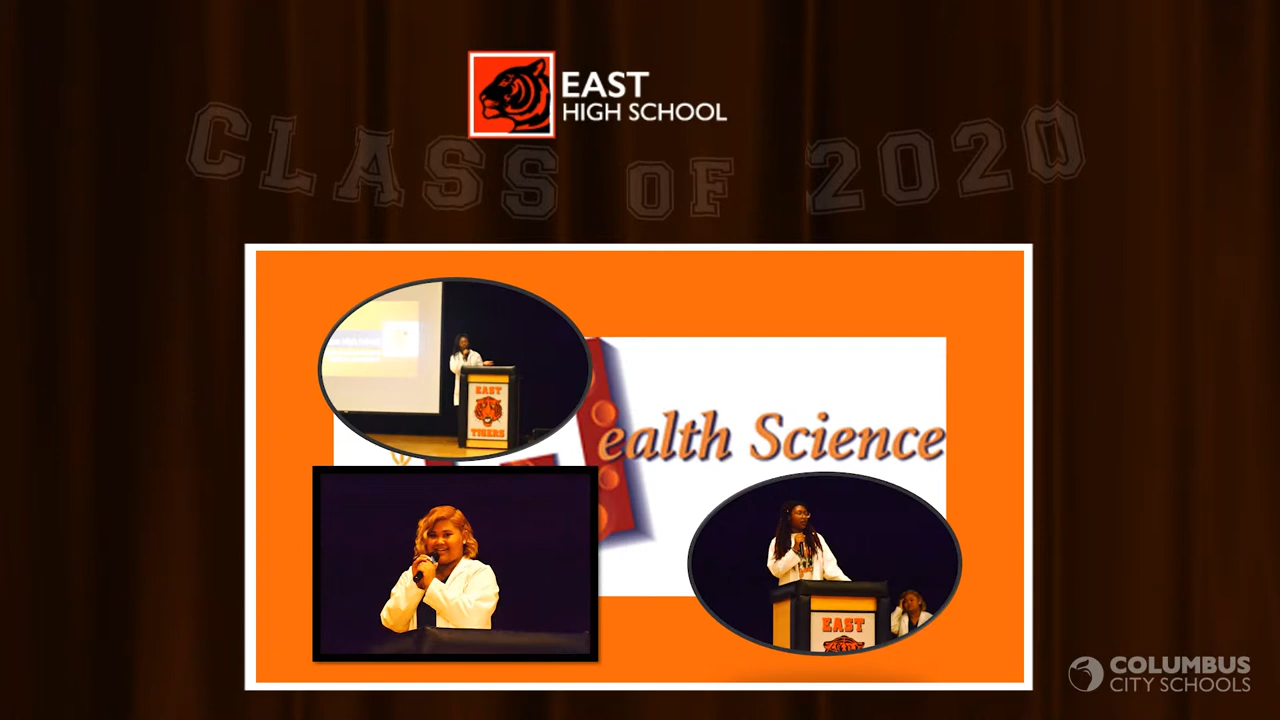 EAST
HIGH SCHOOL
CLASS OF 2020
ealth Science
EAST
TIGERS
EAST
COLUMBUS
CITY SCHOOLS